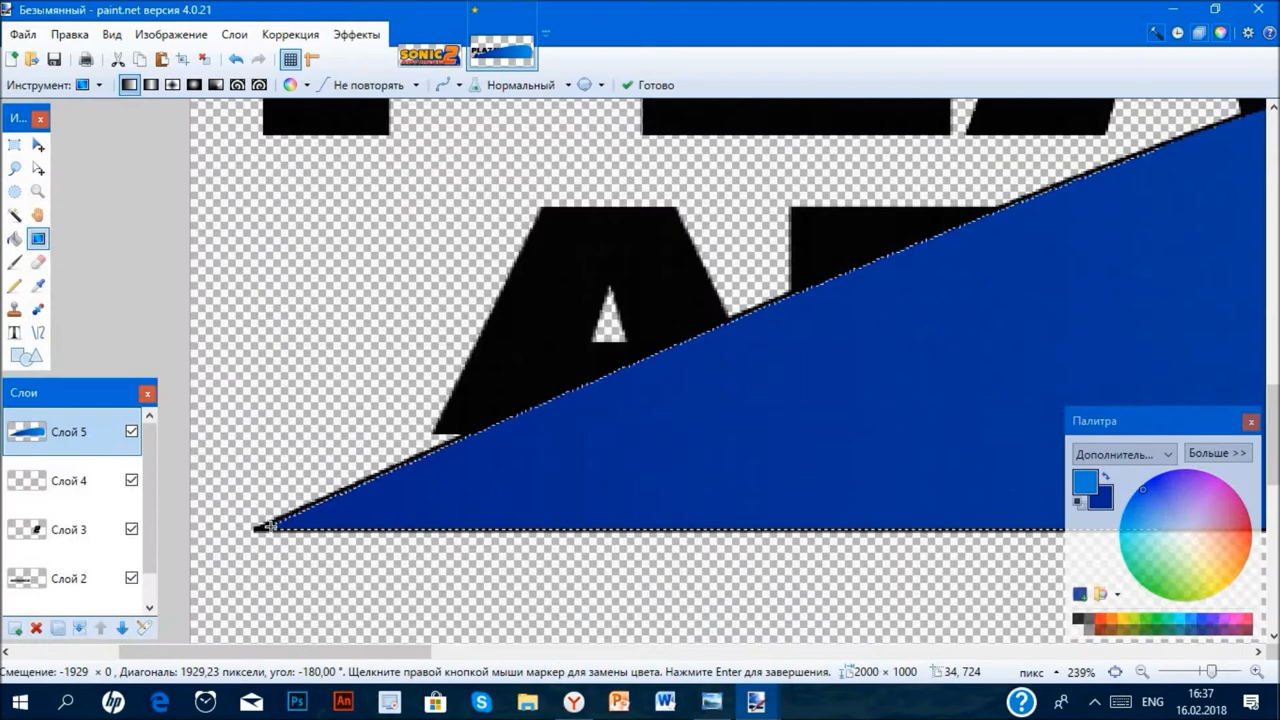 Безымянный - paint.net версия 4.0.21
Файл Правка Вид Изображение Слои Коррекция Эффекты
SONIC 2
Инструмент: Не повторять Нормальный Готово
И...
Слои
Слой 5
Слой 4
Слой 3
Слой 2
Палитра
Дополнитель... Больше >>
Смещение: -1929 × 0 , Диагональ: 1929,23 пиксели, угол: -180,00 °. Щелкните правой кнопкой мыши маркер для замены цвета. Нажмите Enter для завершения. 2000 × 1000 34, 724 пикс 239%
hp Ps An ENG 16:37
16.02.2018